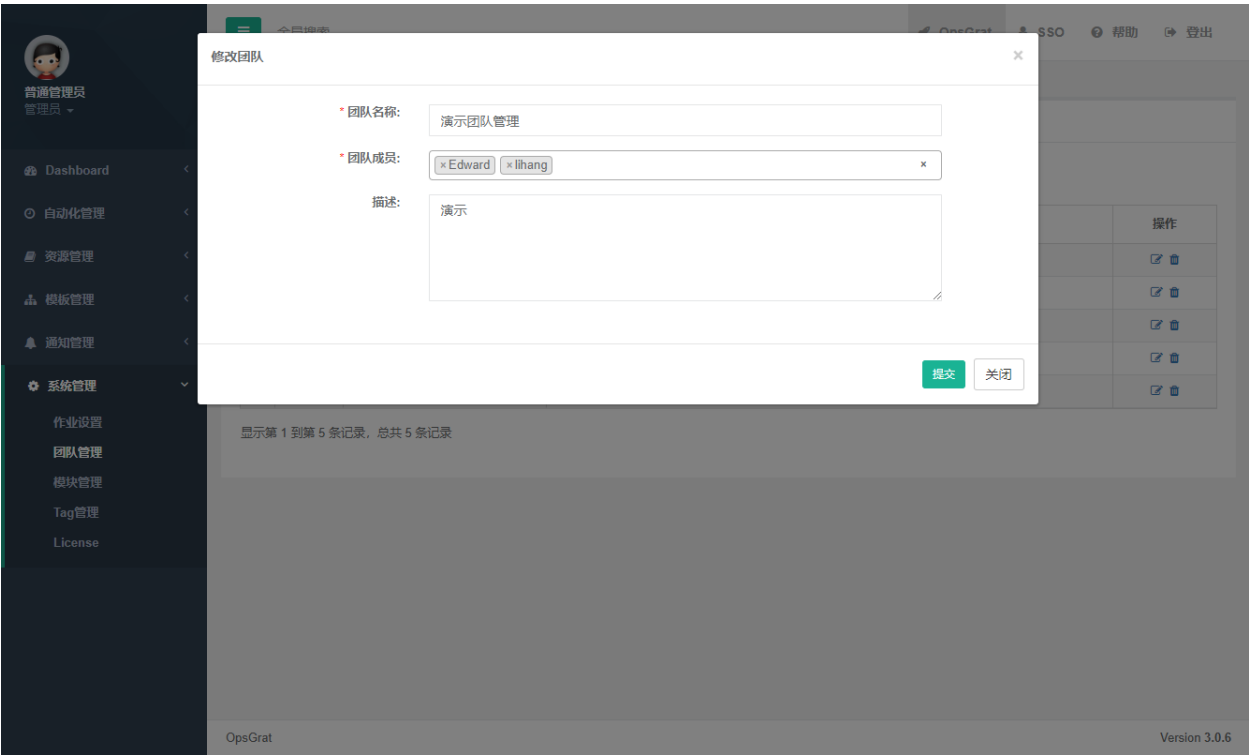 全局搜索
OpsGrat
SSO
帮助
登出
普通管理员
管理员
Dashboard
自动化管理
资源管理
模板管理
通知管理
系统管理
作业设置
团队管理
模块管理
Tag管理
License
修改团队
×
* 团队名称:
演示团队管理
* 团队成员:
× Edward × lihang
×
描述:
演示
提交
关闭
操作
显示第 1 到第 5 条记录，总共 5 条记录
OpsGrat
Version 3.0.6